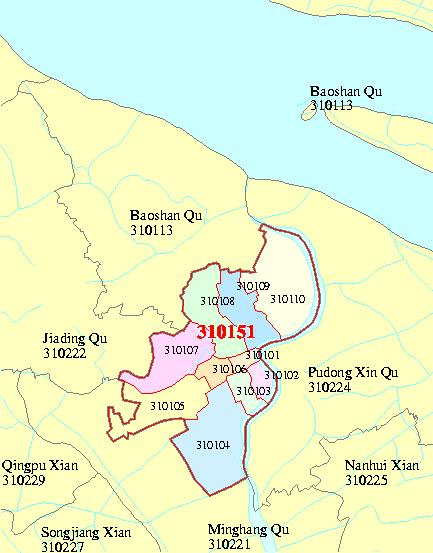 Baoshan Qu
310113
Baoshan Qu
310113
310109
310108
310110
310151
Jiading Qu
310222
310107
310101
310106
310102
Pudong Xin Qu
310224
310103
310105
310104
Qingpu Xian
310229
Nanhui Xian
310225
Songjiang Xian
310227
Minghang Qu
310221